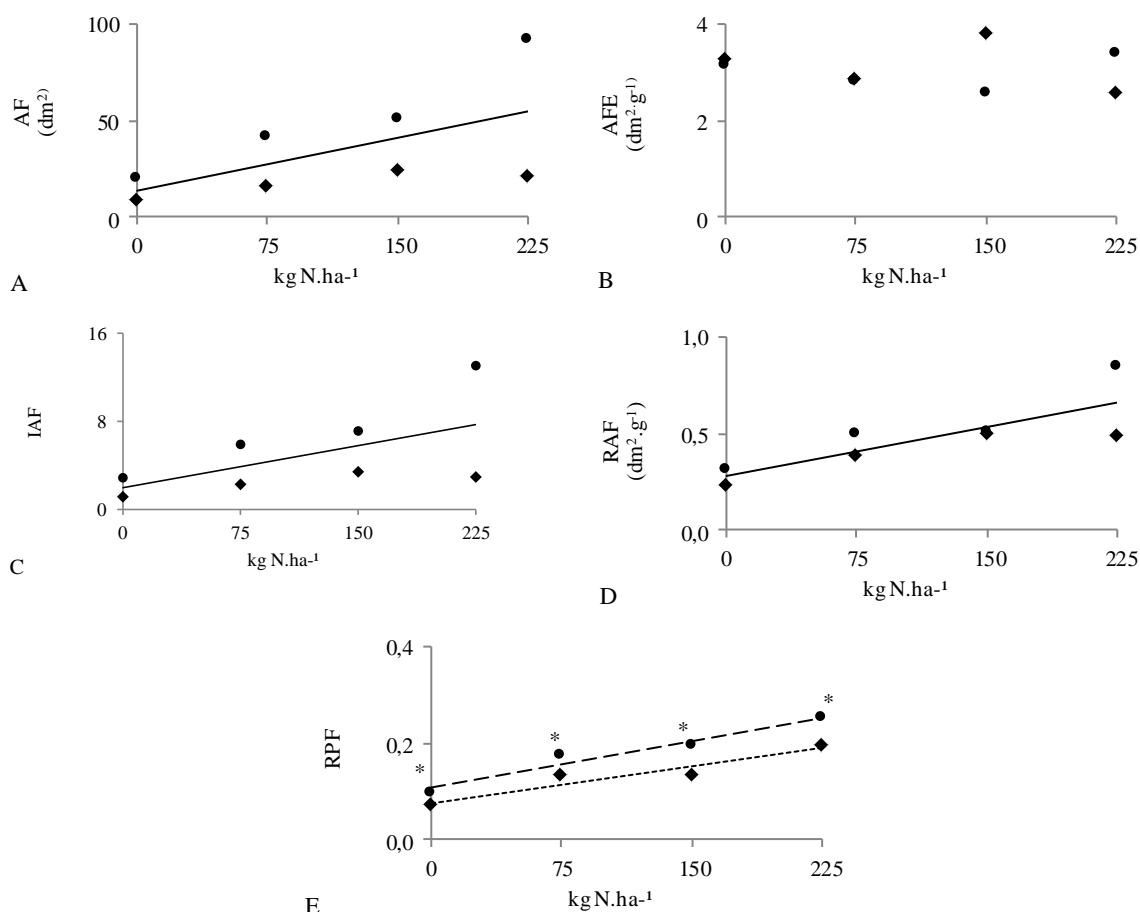 AF
(dm²)
100
50
0
0 75 150 225
kg N.ha-¹
A
AFE
(dm².g-¹)
4
2
0
0 75 150 225
kg N.ha-¹
B
IAF
16
8
0
0 75 150 225
kg N.ha-¹
C
RAF
(dm².g-¹)
1,0
0,5
0,0
0 75 150 225
kg N.ha-¹
D
RPF
0,4
0,2
0,0
* * * *
0 75 150 225
kg N.ha-¹
E